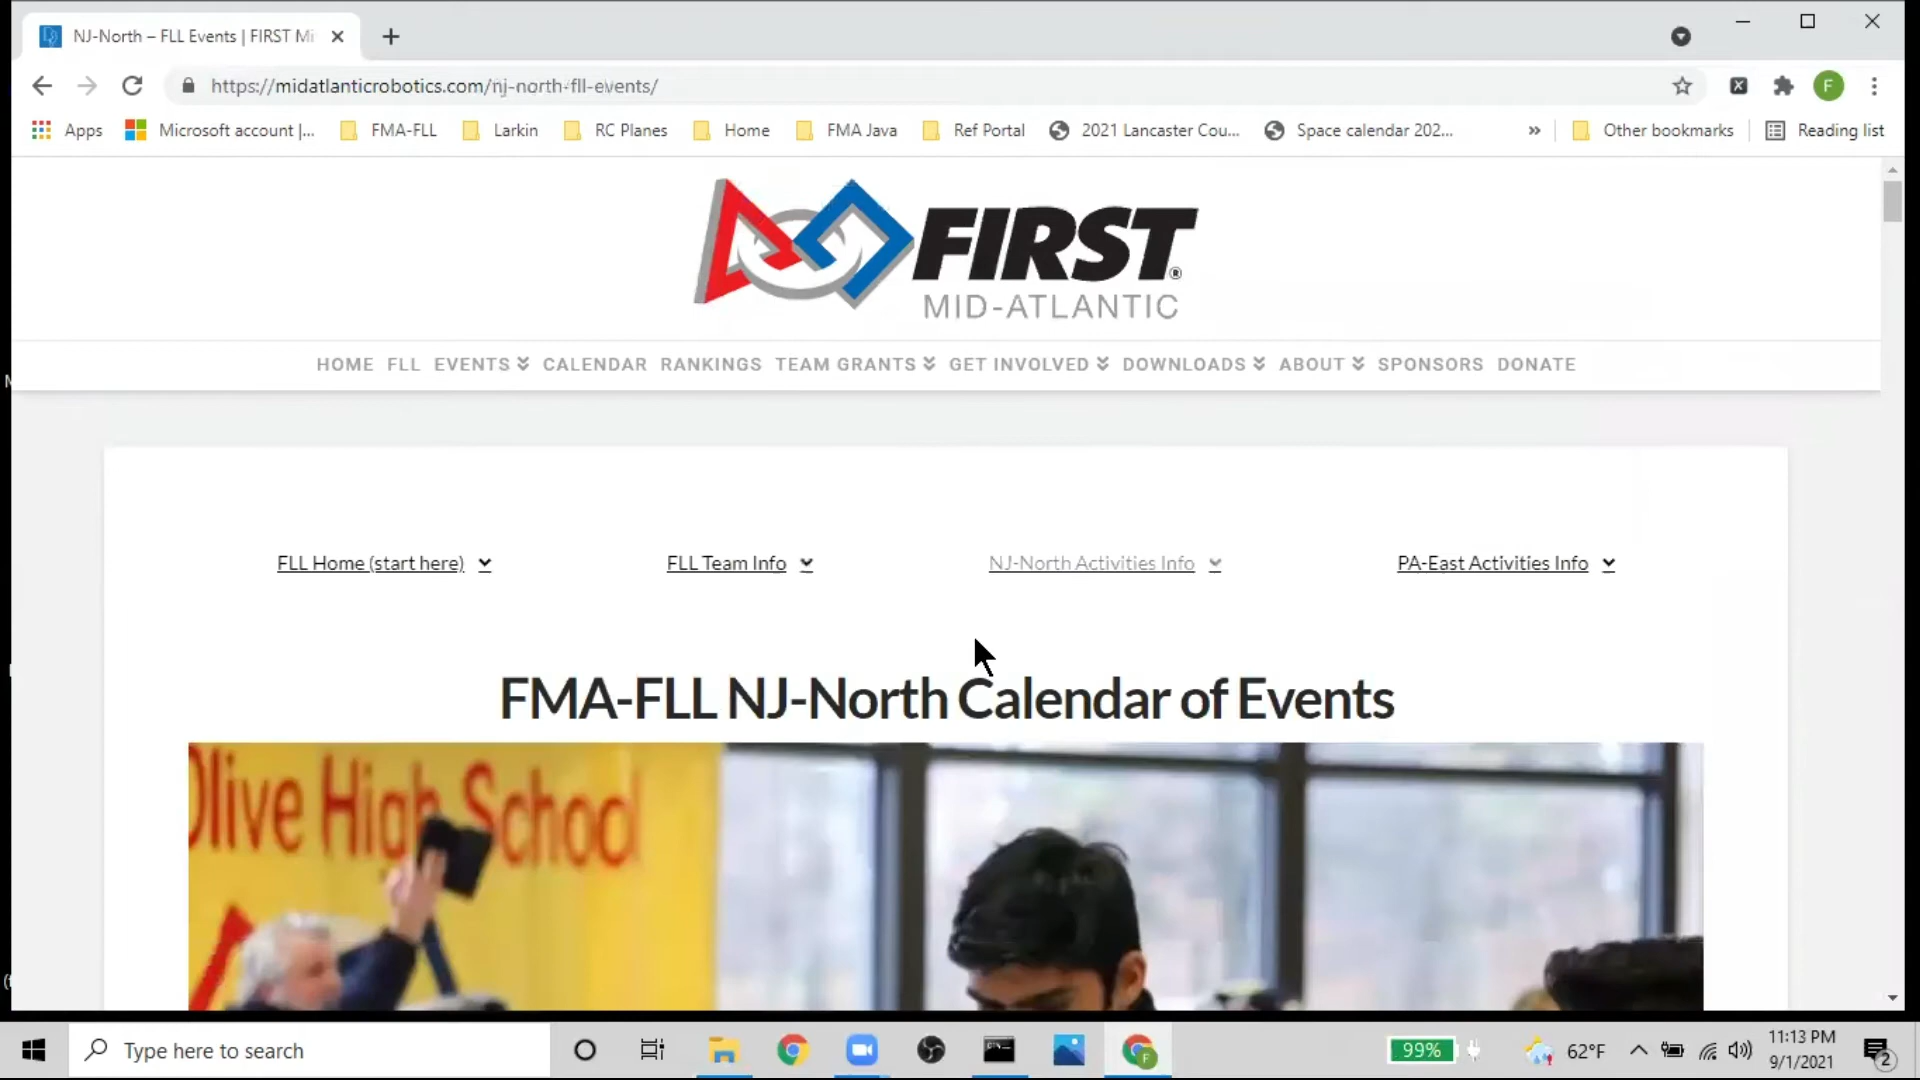 NJ-North – FLL Events | FIRST Mi
https://midatlanticrobotics.com/nj-north-fll-events/
F
Apps
Microsoft account |...
FMA-FLL
Larkin
RC Planes
Home
FMA Java
Ref Portal
2021 Lancaster Cou...
Space calendar 202...
»
Other bookmarks
Reading list
FIRST®
MID-ATLANTIC
HOME FLL EVENTS CALENDAR RANKINGS TEAM GRANTS GET INVOLVED DOWNLOADS ABOUT SPONSORS DONATE
FLL Home (start here)
FLL Team Info
NJ-North Activities Info
PA-East Activities Info
FMA-FLL NJ-North Calendar of Events
Olive High School
Type here to search
F
99%
62°F
11:13 PM
9/1/2021
2